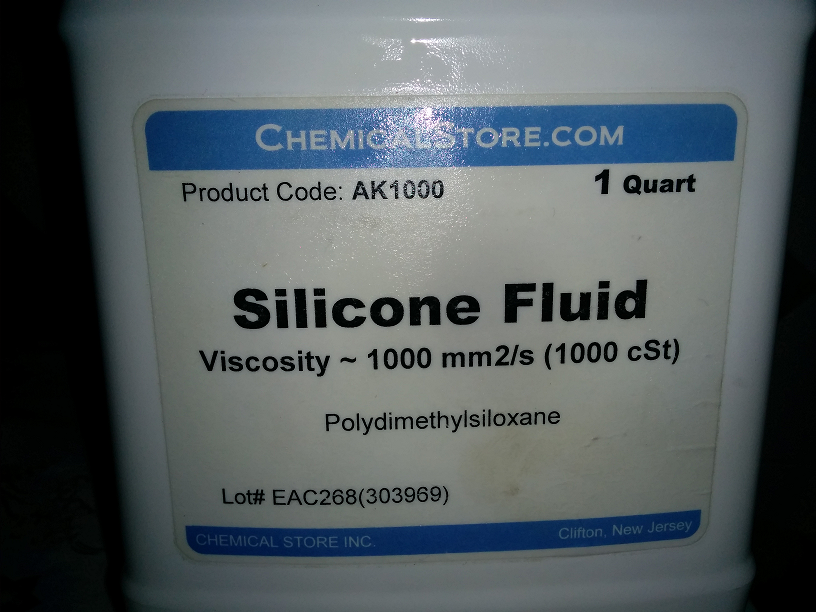 CHEMICALSTORE.COM
Product Code: AK1000
1 Quart
Silicone Fluid
Viscosity ~ 1000 mm2/s (1000 cSt)
Polydimethylsiloxane
Lot# EAC268(303969)
CHEMICAL STORE INC.
Clifton, New Jersey